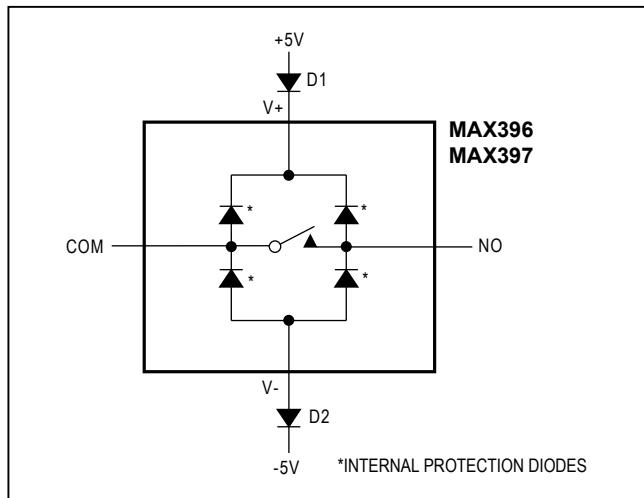 +5V
D1
V+
MAX396
MAX397
*
*
COM
NO
*
*
V-
D2
-5V
*INTERNAL PROTECTION DIODES